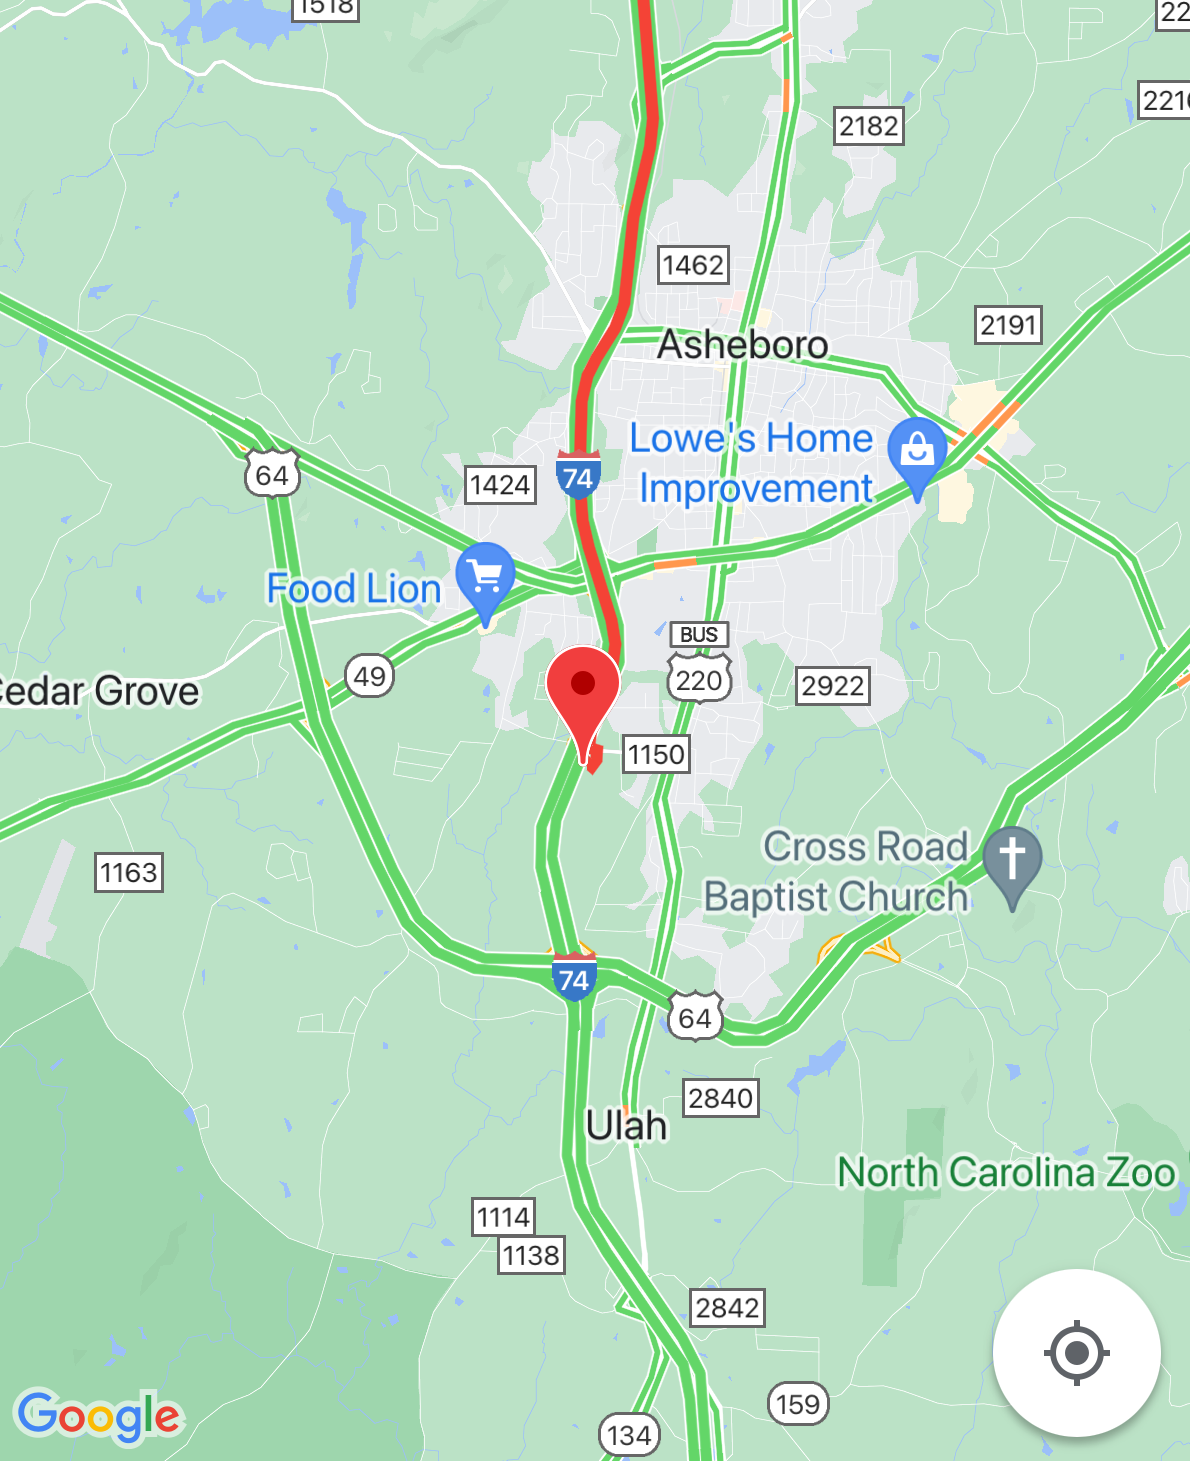 1518
22
2216
2182
1462
2191
Asheboro
Lowe's Home
Improvement
64
1424
74
Food Lion
BUS
220
49
2922
Cedar Grove
1150
Cross Road
Baptist Church
1163
74
64
2840
Ulah
North Carolina Zoo
1114
1138
2842
159
134
Google